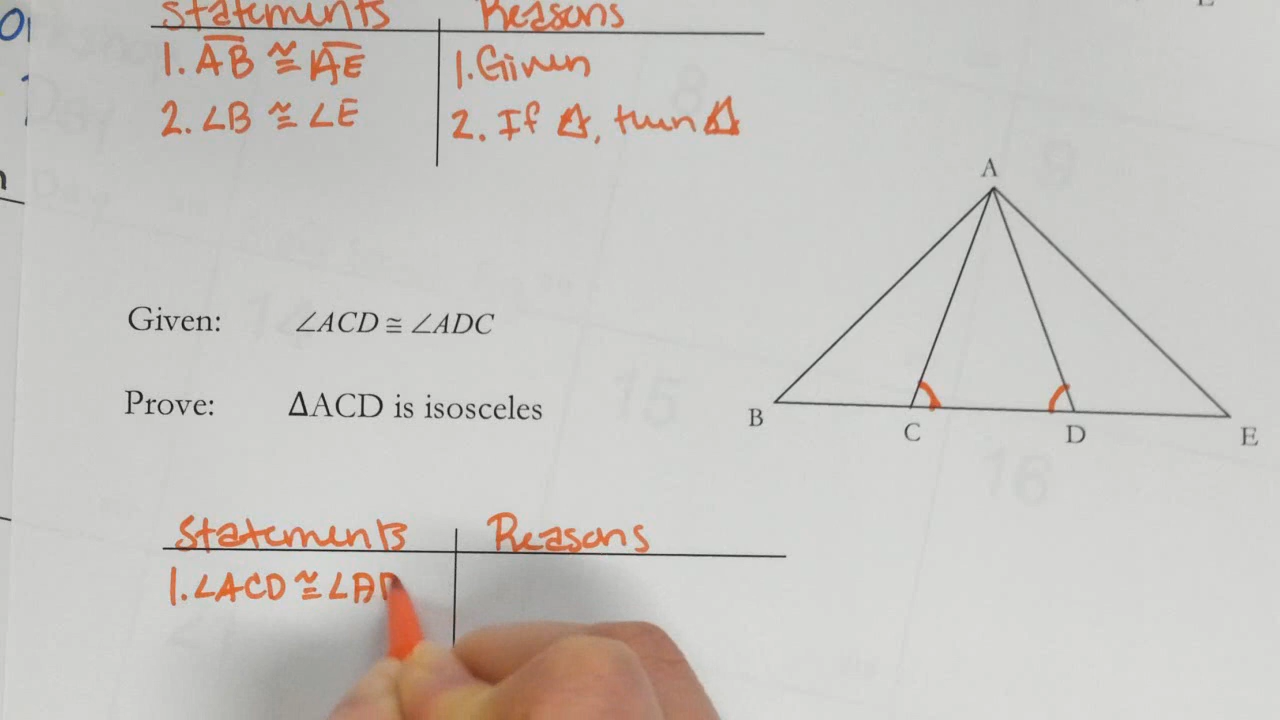 Statements Reasons
1. AB ≅ AE 1. Given
2. ∠B ≅ ∠E 2. If △, then △
A
Given: ∠ACD ≅ ∠ADC
Prove: ΔACD is isosceles
B C D E
Statements Reasons
1. ∠ACD ≅ ∠AD